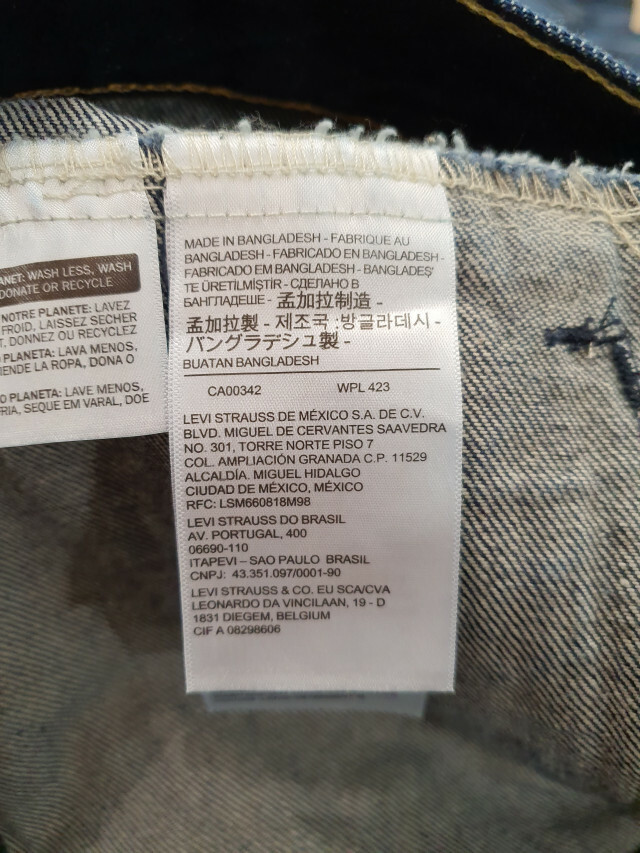 ANET: WASH LESS, WASH
DONATE OR RECYCLE
NOTRE PLANETE: LAVEZ
FROID, LAISSEZ SECHER
T. DONNEZ OU RECYCLEZ
PLANETA: LAVA MENOS,
IENDE LA ROPA, DONA O
PLANETA: LAVE MENOS,
RIA, SEQUE EM VARAL, DOE
MADE IN BANGLADESH - FABRIQUE AU
BANGLADESH - FABRICADO EN BANGLADESH -
FABRICADO EM BANGLADESH - BANGLADEŞ'
TE ÜRETİLMİŞTİR - СДЕЛАНО В
БАНГЛАДЕШЕ - 孟加拉制造 -
孟加拉製 - 제조국 :방글라데시 -
バングラデシュ製 -
BUATAN BANGLADESH
CA00342 WPL 423
LEVI STRAUSS DE MÉXICO S.A. DE C.V.
BLVD. MIGUEL DE CERVANTES SAAVEDRA
NO. 301, TORRE NORTE PISO 7
COL. AMPLIACIÓN GRANADA C.P. 11529
ALCALDÍA. MIGUEL HIDALGO
CIUDAD DE MÉXICO, MÉXICO
RFC: LSM660818M98
LEVI STRAUSS DO BRASIL
AV. PORTUGAL, 400
06690-110
ITAPEVI – SAO PAULO BRASIL
CNPJ: 43.351.097/0001-90
LEVI STRAUSS & CO. EU SCA/CVA
LEONARDO DA VINCILAAN, 19 - D
1831 DIEGEM, BELGIUM
CIF A 08298606